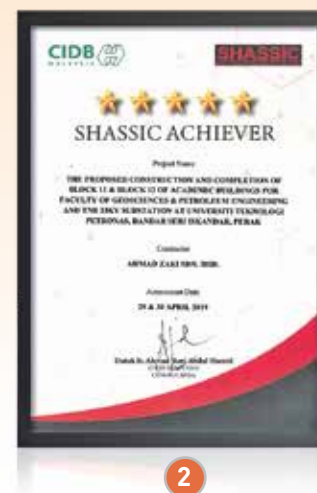 CIDB
MALAYSIA
SHASSIC
SHASSIC ACHIEVER
Project Name
THE PROPOSED CONSTRUCTION AND COMPLETION OF
BLOCK 11 & BLOCK 12 OF ACADEMIC BUILDINGS FOR
FACULTY OF GEOSCIENCES & PETROLEUM ENGINEERING
AND ONE SUBSTATION AT UNIVERSITI TEKNOLOGI
PETRONAS, BANDAR SERI ISKANDAR, PERAK
Contractor
AHMAD ZAKI SDN. BHD.
Assessment Date
29 & 30 APRIL 2019
2